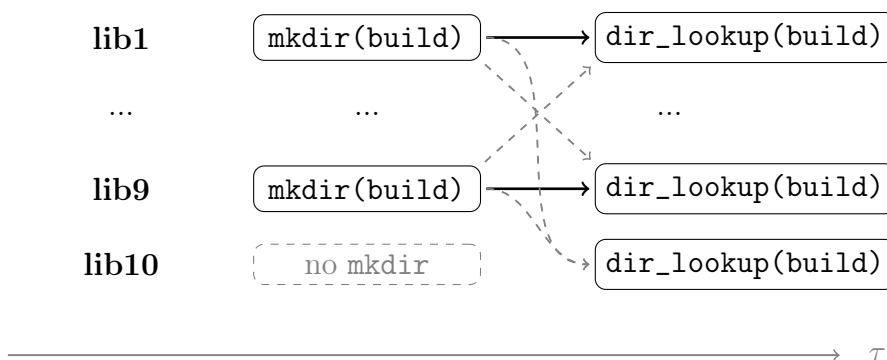 lib1 mkdir(build) dir_lookup(build)
... ... ...
lib9 mkdir(build) dir_lookup(build)
lib10 no mkdir dir_lookup(build)
τ